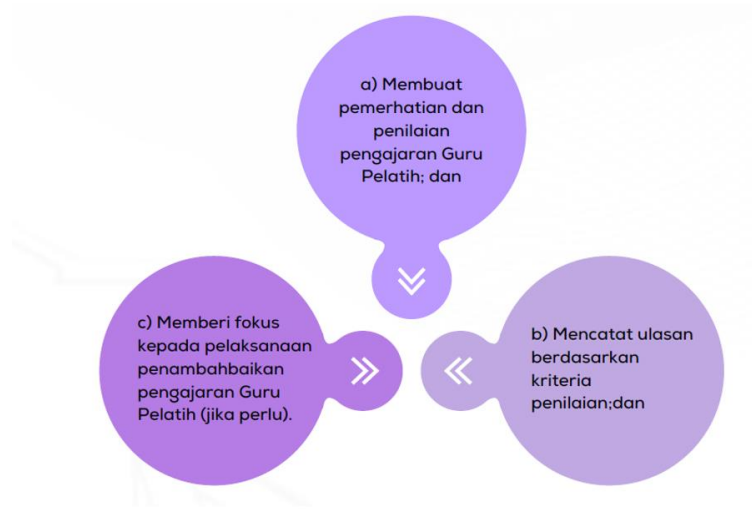 a) Membuat
pemerhatian dan
penilaian
pengajaran Guru
Pelatih; dan
b) Mencatat ulasan
berdasarkan
kriteria
penilaian;dan
c) Memberi fokus
kepada pelaksanaan
penambahbaikan
pengajaran Guru
Pelatih (jika perlu).